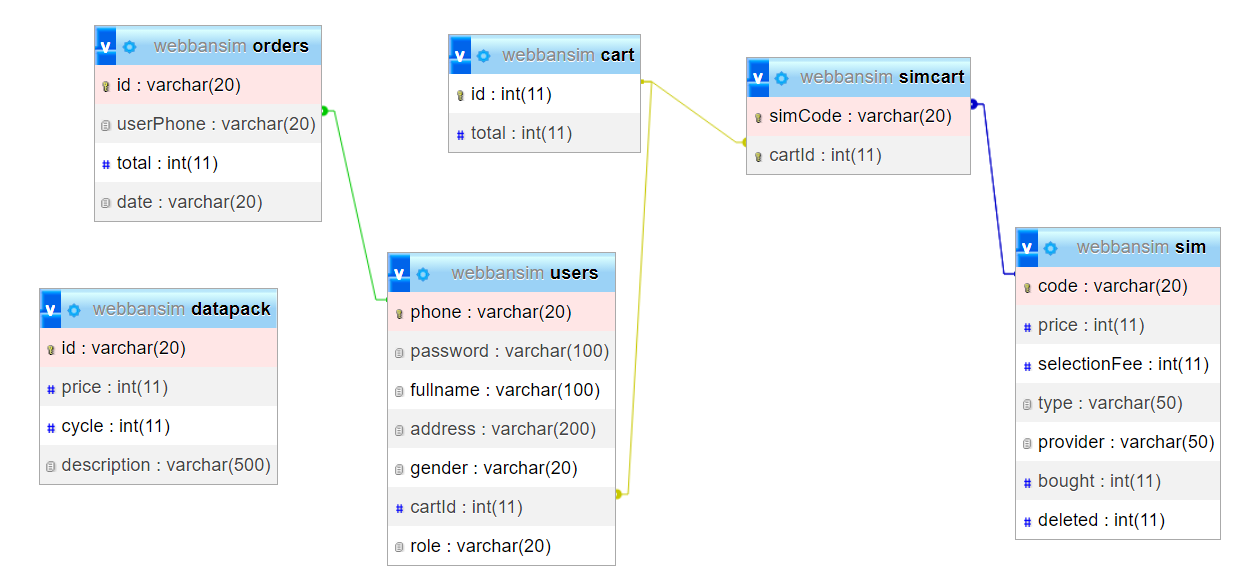 v webbansim orders
id : varchar(20)
userPhone : varchar(20)
# total : int(11)
date : varchar(20)
v webbansim cart
id : int(11)
# total : int(11)
v webbansim simcart
simCode : varchar(20)
cartId : int(11)
v webbansim datapack
id : varchar(20)
# price : int(11)
# cycle : int(11)
description : varchar(500)
v webbansim users
phone : varchar(20)
password : varchar(100)
fullname : varchar(100)
address : varchar(200)
gender : varchar(20)
# cartId : int(11)
role : varchar(20)
v webbansim sim
code : varchar(20)
# price : int(11)
# selectionFee : int(11)
type : varchar(50)
provider : varchar(50)
# bought : int(11)
# deleted : int(11)